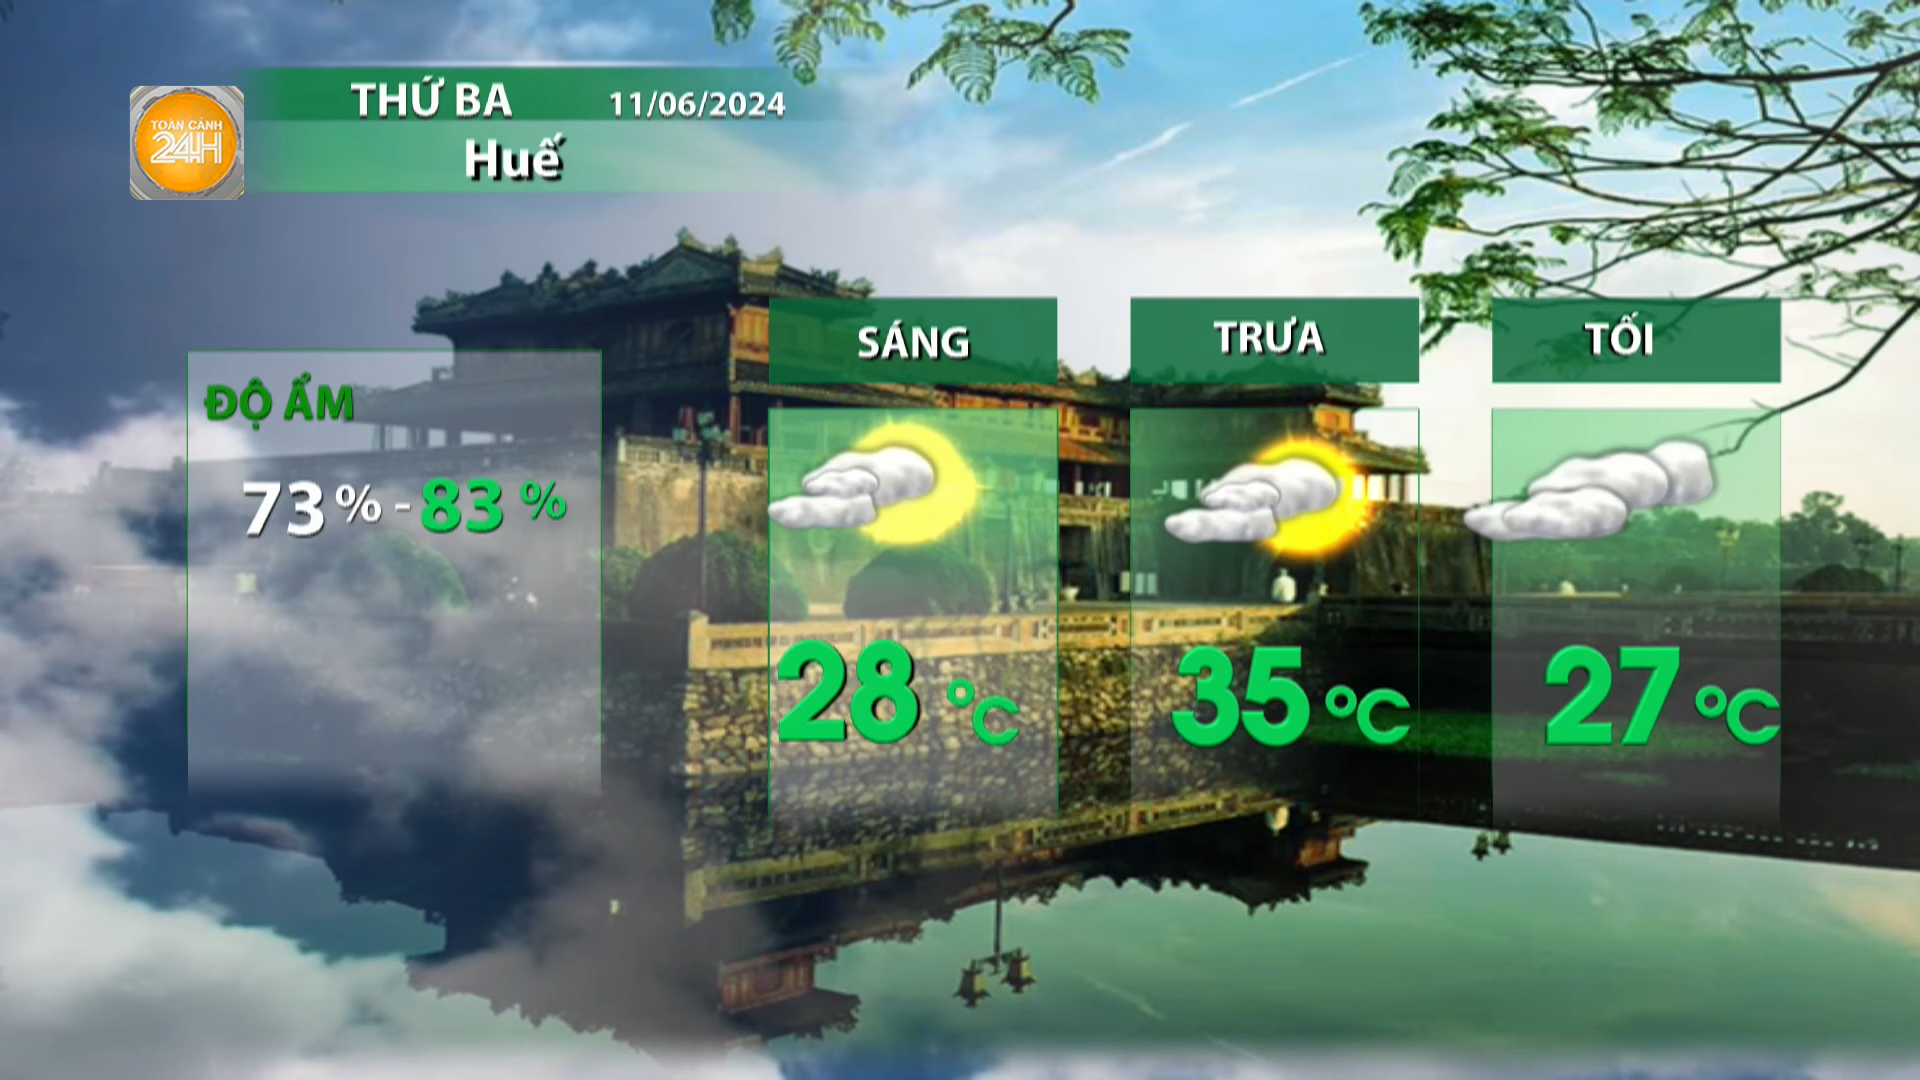 TOÀN CẢNH
24H
THỨ BA 11/06/2024
Huế
ĐỘ ẨM
73% - 83 %
SÁNG
TRƯA
TỐI
28 °C
35 °C
27 °C